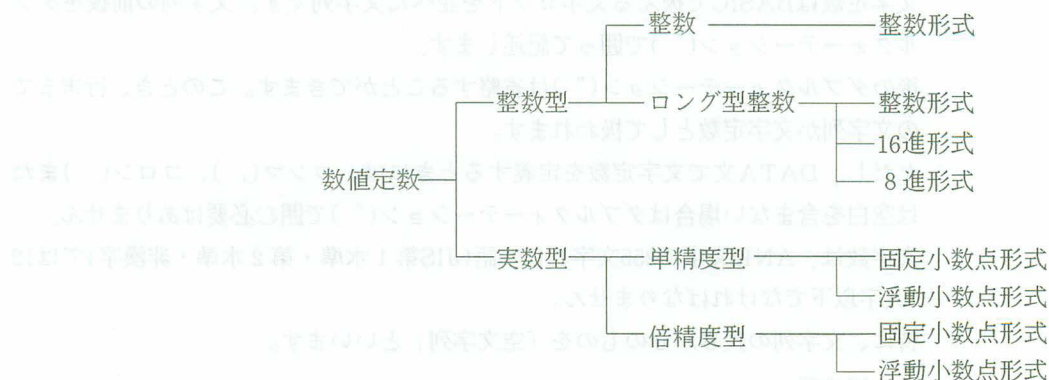 整数 整数形式
整数型 ロング型整数 整数形式
16進形式
数値定数 8進形式
実数型 単精度型 固定小数点形式
浮動小数点形式
倍精度型 固定小数点形式
浮動小数点形式